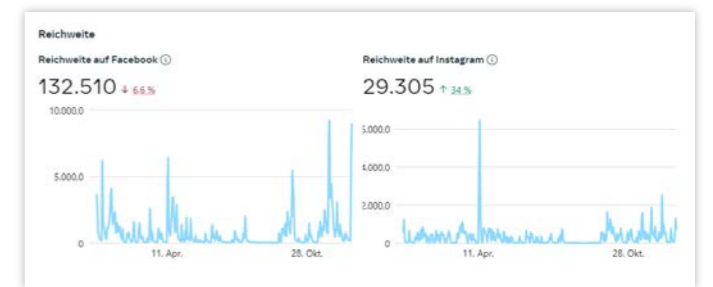 Reichweite
Reichweite auf Facebook
132.510 ↓ 6.6 %
10.000.0
5.000.0
0
11. Apr.
28. Okt.
Reichweite auf Instagram
29.305 ↑ 34 %
6.000.0
4.000.0
2.000.0
0
11. Apr.
28. Okt.